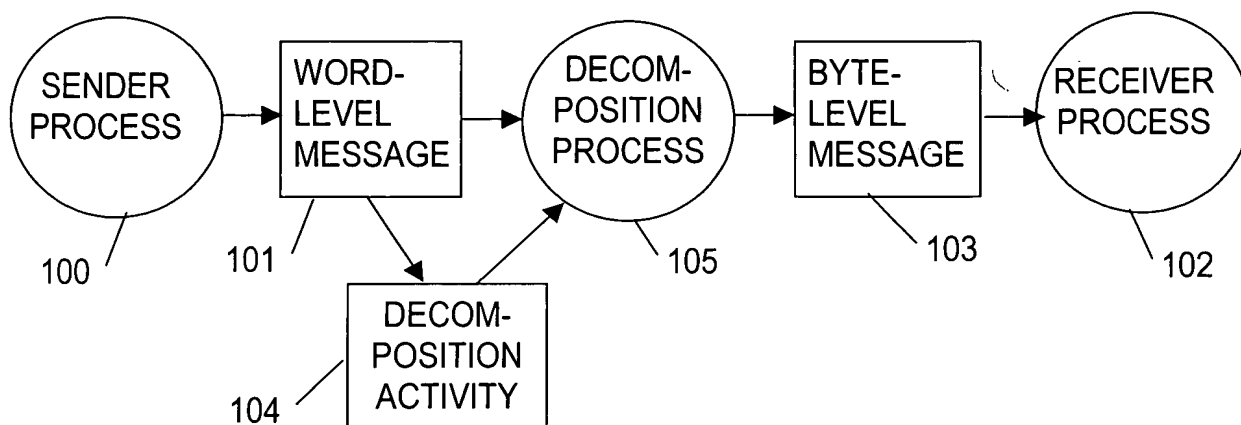 SENDER
PROCESS
WORD-
LEVEL
MESSAGE
DECOM-
POSITION
PROCESS
BYTE-
LEVEL
MESSAGE
RECEIVER
PROCESS
100
101
105
103
102
DECOM-
POSITION
ACTIVITY
104